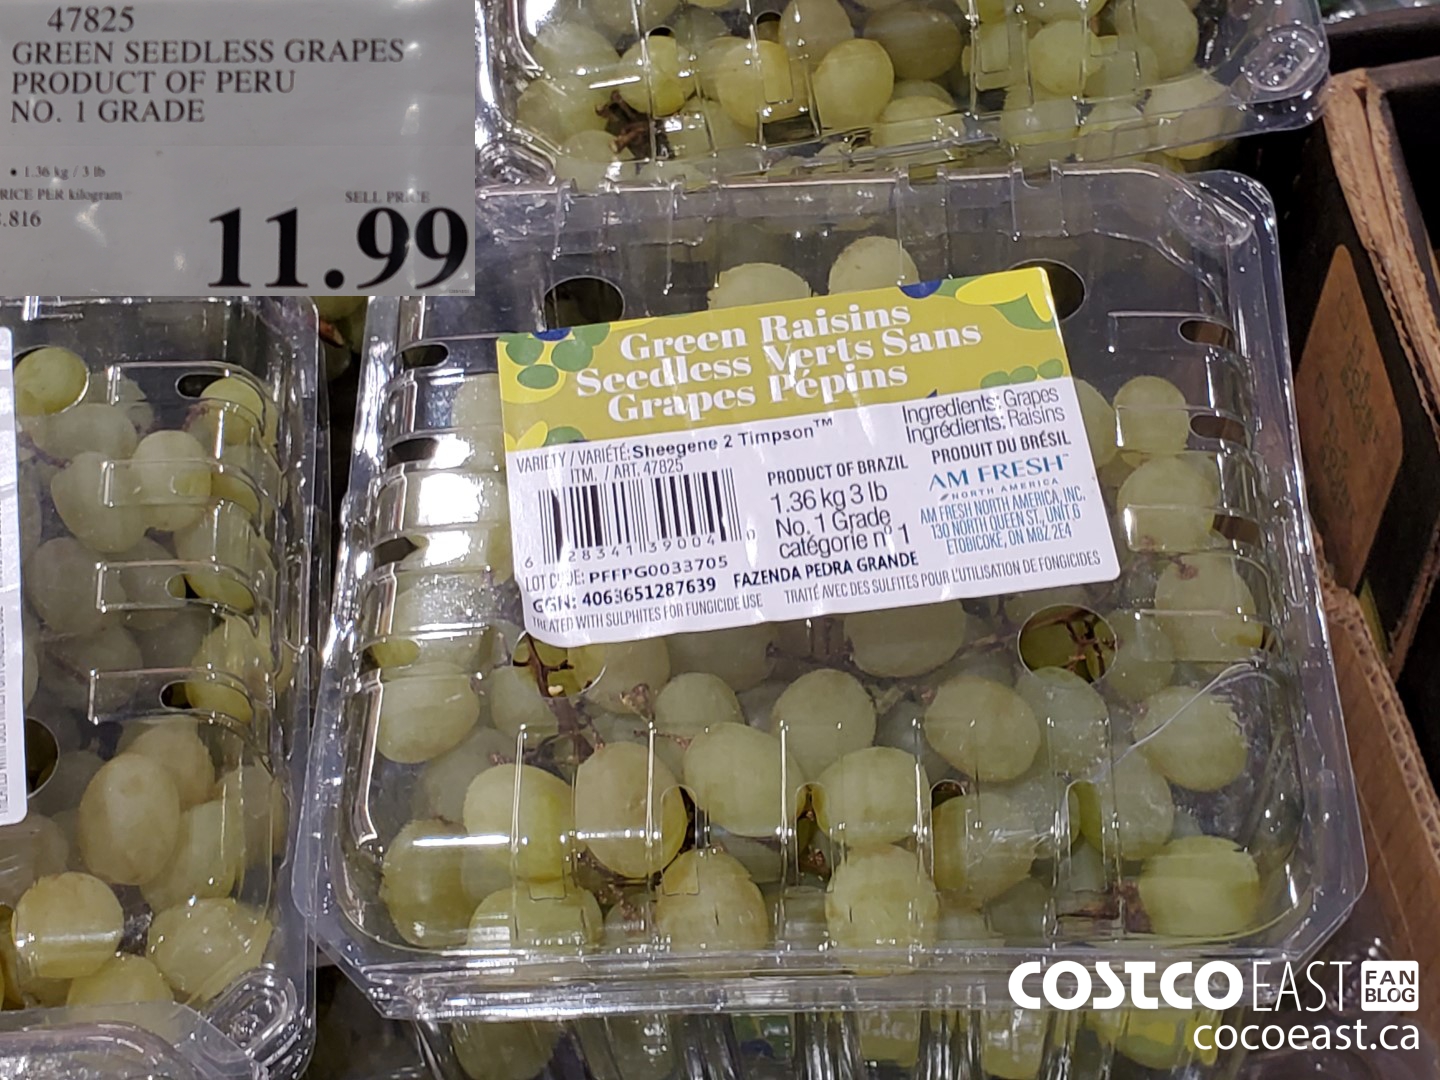 47825
GREEN SEEDLESS GRAPES
PRODUCT OF PERU
NO. 1 GRADE
• 1.36 kg / 3 lb
RICE PER kilogram
.816
SELL PRICE
11.99
Green Raisins
Seedless Verts Sans
Grapes Pépins
VARIETY / VARIÉTÉ: Sheegene 2 Timpson™
ITM. / ART. 47825
6 28341 39004 0
LOT CODE: PFFPG0033705
GGN: 4063651287639 FAZENDA PEDRA GRANDE
TREATED WITH SULPHITES FOR FUNGICIDE USE TRAITÉ AVEC DES SULFITES POUR L'UTILISATION DE FONGICIDES
PRODUCT OF BRAZIL
1.36 kg 3 lb
No. 1 Grade
catégorie n° 1
Ingredients: Grapes
Ingrédients: Raisins
PRODUIT DU BRÉSIL
AM FRESH™
NORTH AMERICA
AM FRESH NORTH AMERICA, INC.
130 NORTH QUEEN ST., UNIT 6
ETOBICOKE, ON M8Z 2E4
COSTCO EAST FAN BLOG
cocoeast.ca